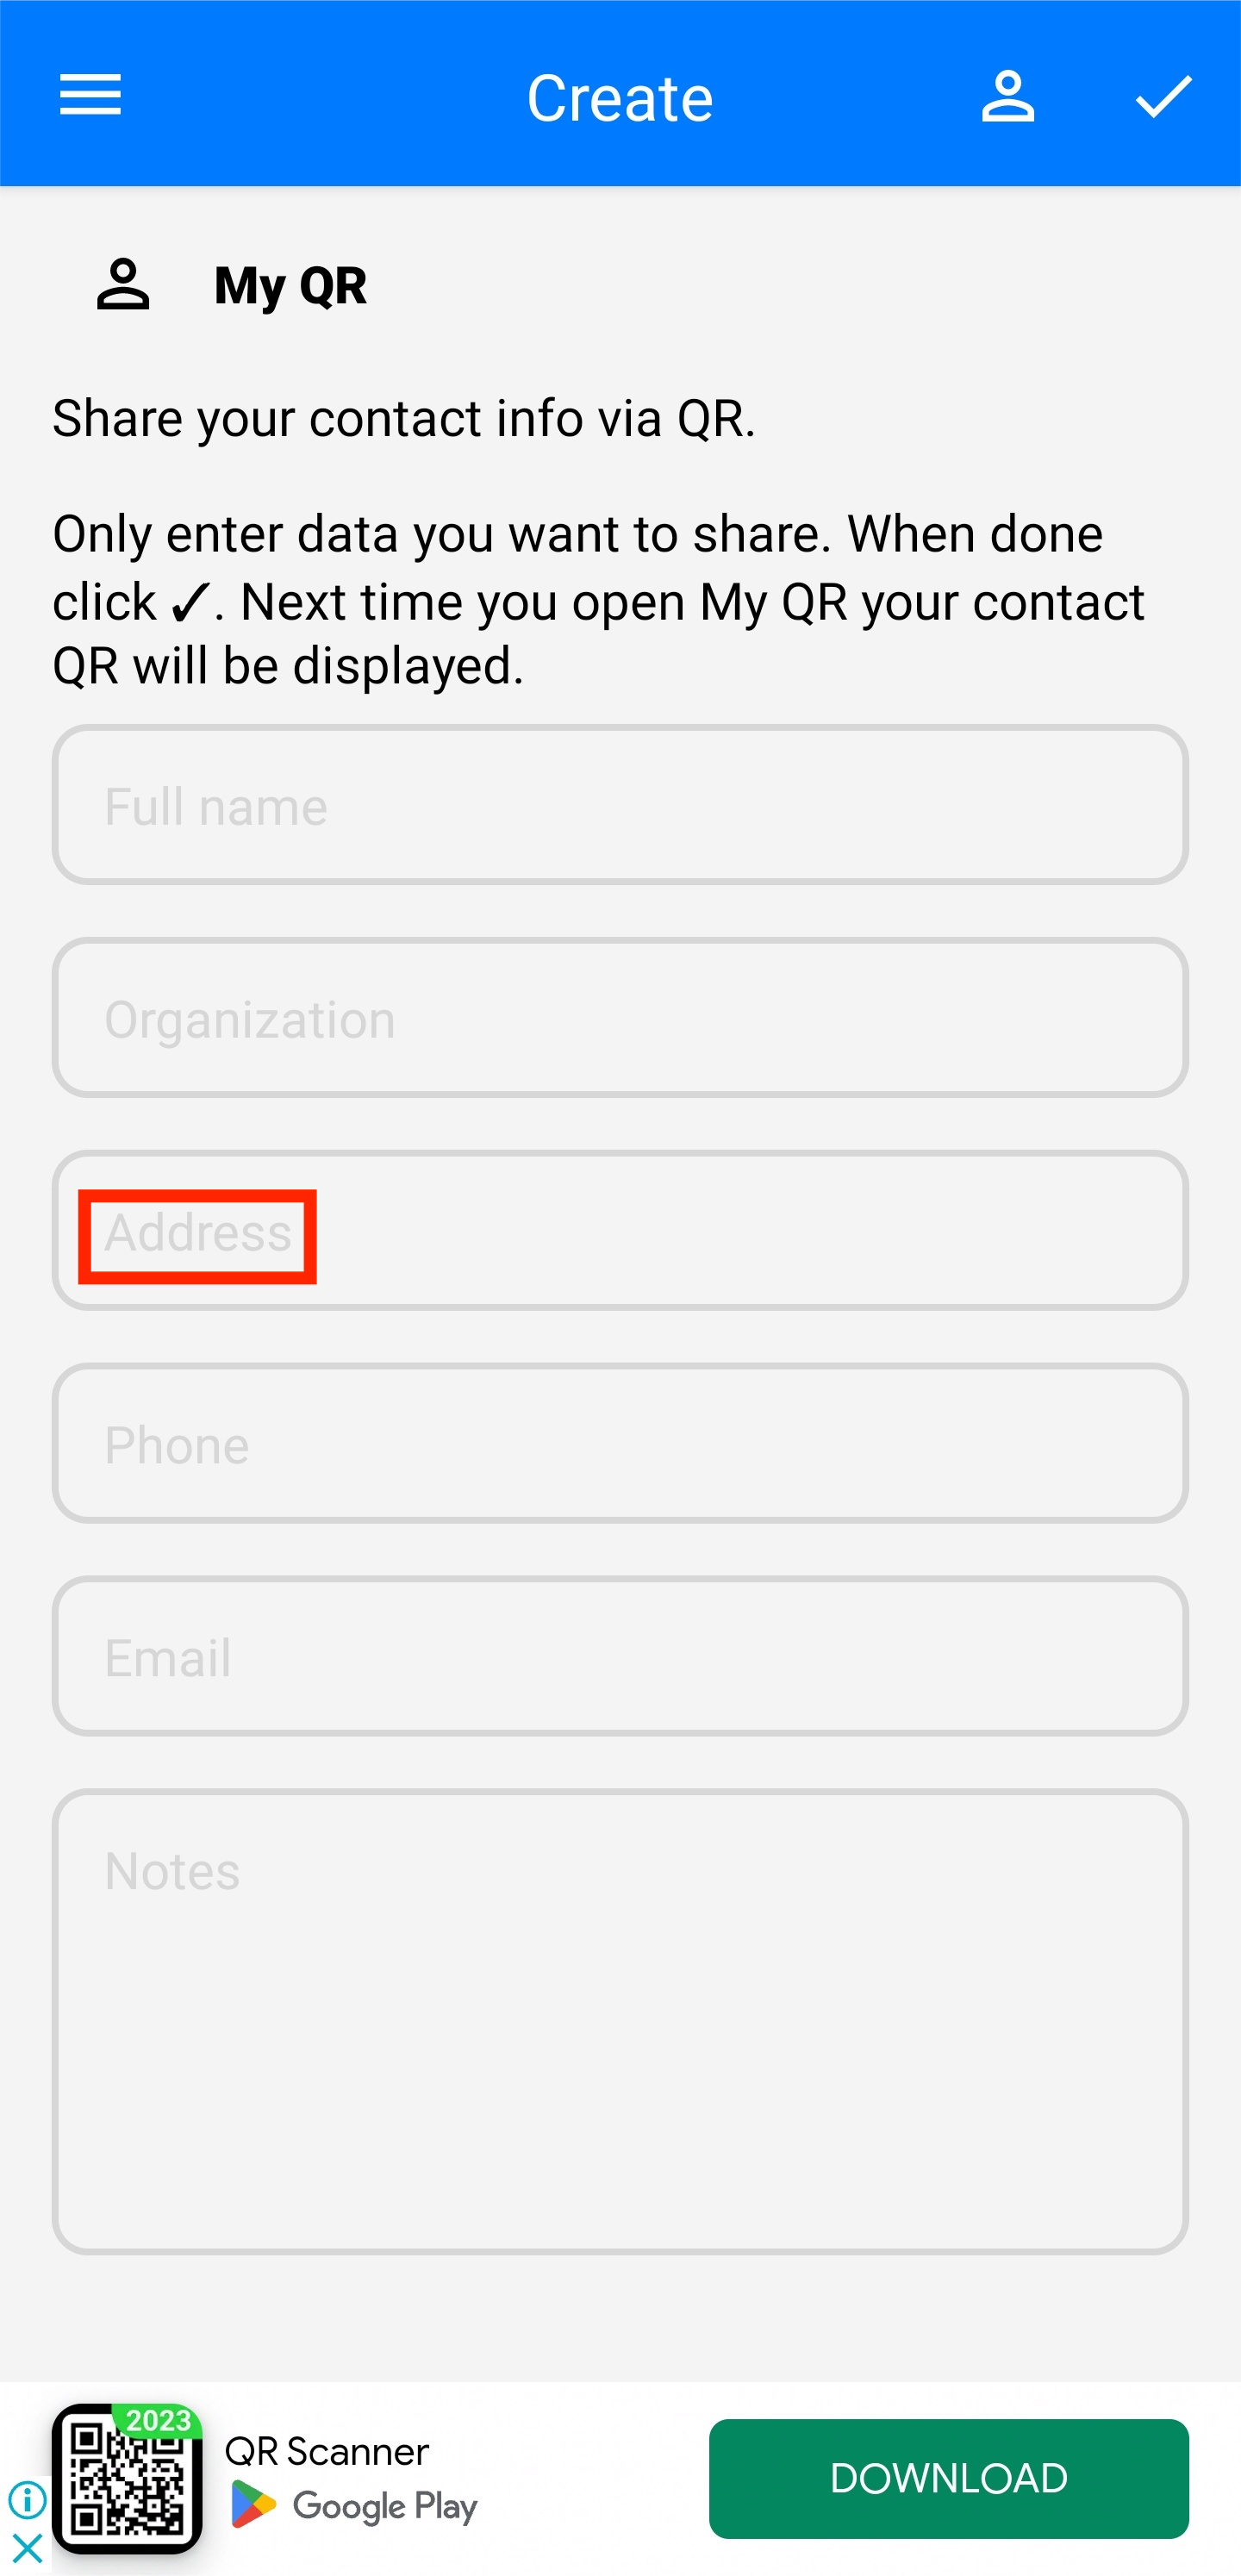 Create
My QR
Share your contact info via QR.
Only enter data you want to share. When done
click ✓. Next time you open My QR your contact
QR will be displayed.
Full name
Organization
Address
Phone
Email
Notes
2023
QR Scanner
Google Play
DOWNLOAD